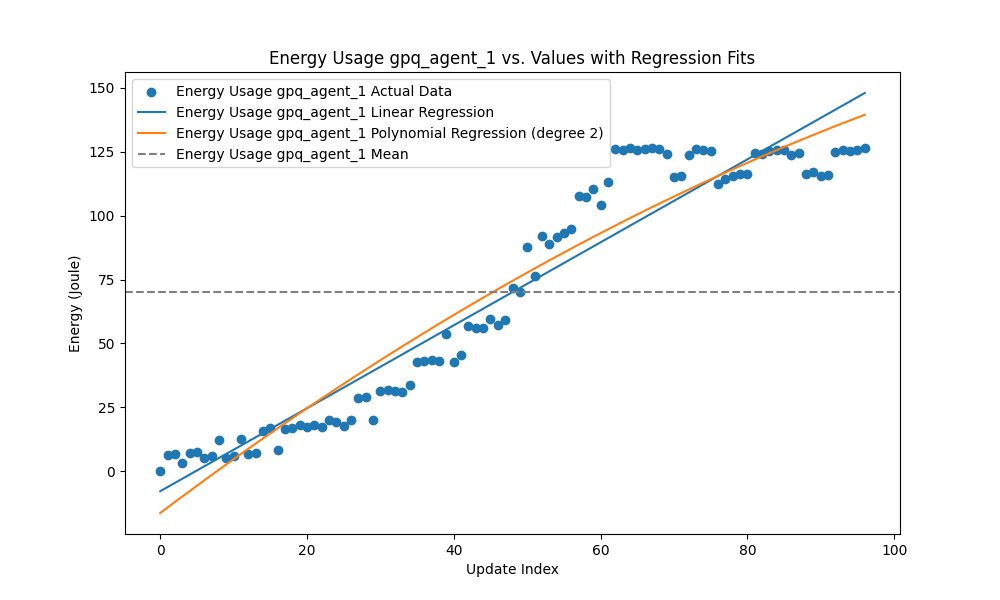 Energy Usage gpq_agent_1 vs. Values with Regression Fits
Energy Usage gpq_agent_1 Actual Data
Energy Usage gpq_agent_1 Linear Regression
Energy Usage gpq_agent_1 Polynomial Regression (degree 2)
Energy Usage gpq_agent_1 Mean
Energy (Joule)
150
125
100
75
50
25
0
0 20 40 60 80 100
Update Index